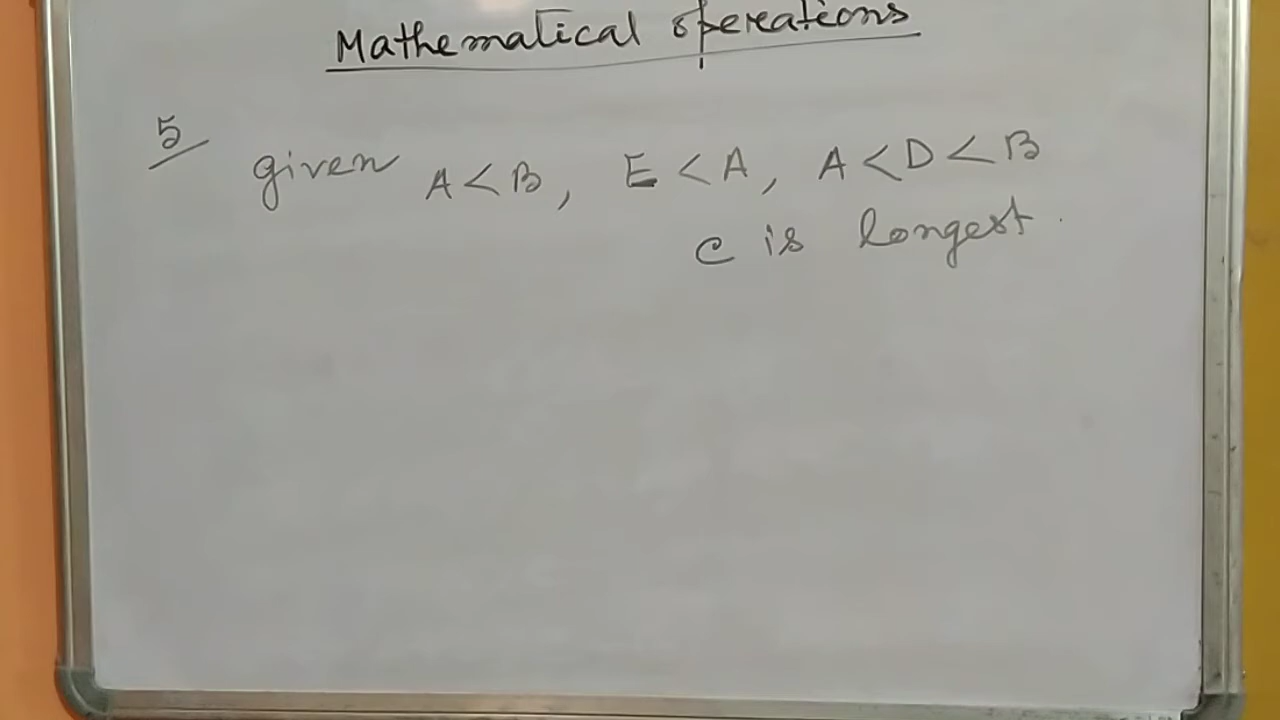 Mathematical operations
5
given A < B, E < A, A < D < B
C is longest.